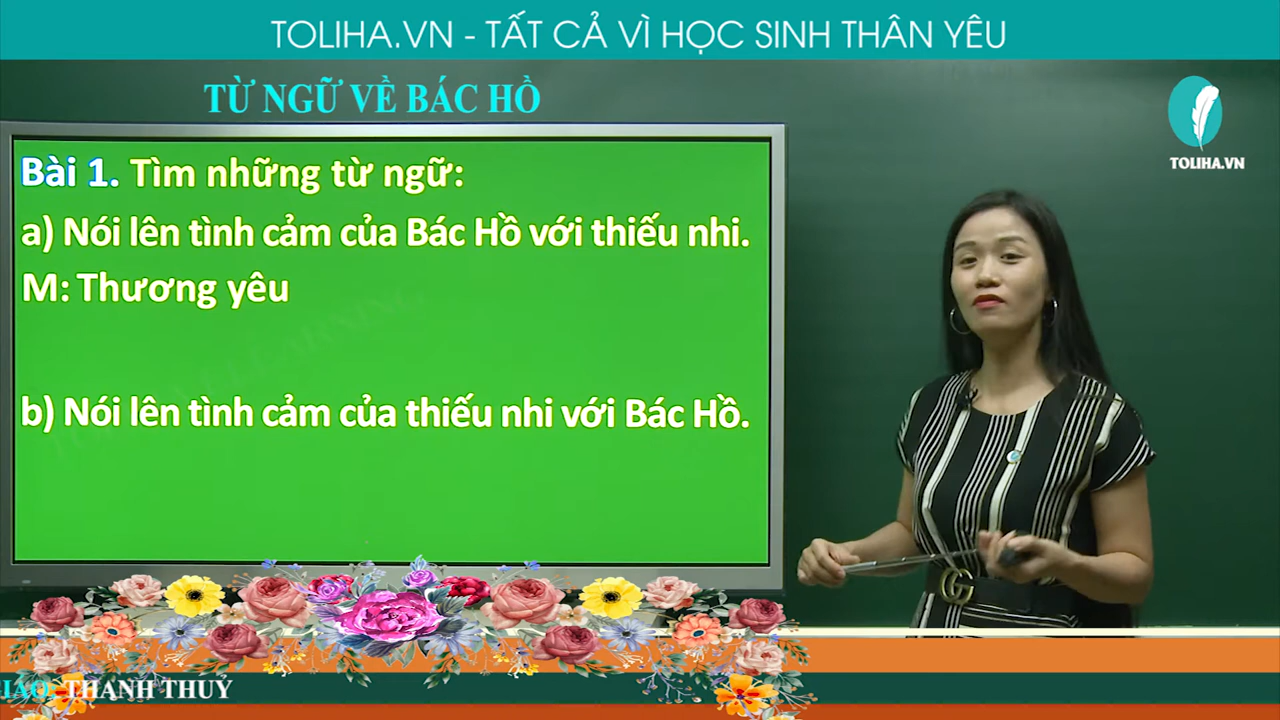 TOLIHA.VN - TẤT CẢ VÌ HỌC SINH THÂN YÊU
TỪ NGỮ VỀ BÁC HỒ
TOLIHA.VN
Bài 1. Tìm những từ ngữ:
a) Nói lên tình cảm của Bác Hồ với thiếu nhi.
M: Thương yêu
b) Nói lên tình cảm của thiếu nhi với Bác Hồ.
THANH THUỶ